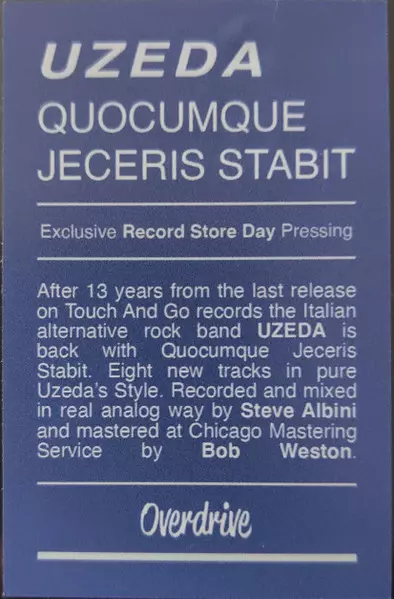 UZEDA
QUOCUMQUE
JECERIS STABIT
Exclusive Record Store Day Pressing
After 13 years from the last release
on Touch And Go records the Italian
alternative rock band UZEDA is
back with Quocumque Jeceris
Stabit. Eight new tracks in pure
Uzeda's Style. Recorded and mixed
in real analog way by Steve Albini
and mastered at Chicago Mastering
Service by Bob Weston.
Overdrive